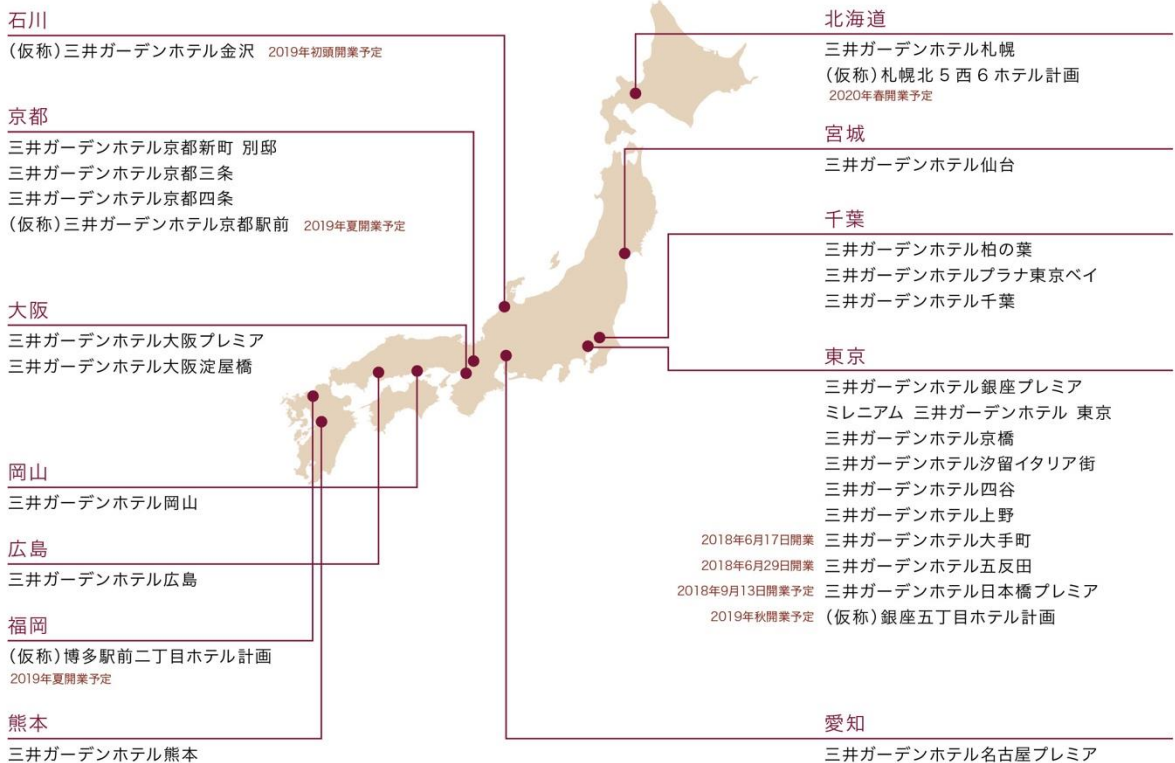 石川
(仮称)三井ガーデンホテル金沢 2019年初頭開業予定
京都
三井ガーデンホテル京都新町 別邸
三井ガーデンホテル京都三条
三井ガーデンホテル京都四条
(仮称)三井ガーデンホテル京都駅前 2019年夏開業予定
大阪
三井ガーデンホテル大阪プレミア
三井ガーデンホテル大阪淀屋橋
岡山
三井ガーデンホテル岡山
広島
三井ガーデンホテル広島
福岡
(仮称)博多駅前二丁目ホテル計画
2019年夏開業予定
熊本
三井ガーデンホテル熊本
北海道
三井ガーデンホテル札幌
(仮称)札幌北5西6ホテル計画
2020年春開業予定
宮城
三井ガーデンホテル仙台
千葉
三井ガーデンホテル柏の葉
三井ガーデンホテルプラナ東京ベイ
三井ガーデンホテル千葉
東京
三井ガーデンホテル銀座プレミア
ミレニアム 三井ガーデンホテル 東京
三井ガーデンホテル京橋
三井ガーデンホテル汐留イタリア街
三井ガーデンホテル四谷
三井ガーデンホテル上野
2018年6月17日開業 三井ガーデンホテル大手町
2018年6月29日開業 三井ガーデンホテル五反田
2018年9月13日開業予定 三井ガーデンホテル日本橋プレミア
2019年秋開業予定 (仮称)銀座五丁目ホテル計画
愛知
三井ガーデンホテル名古屋プレミア